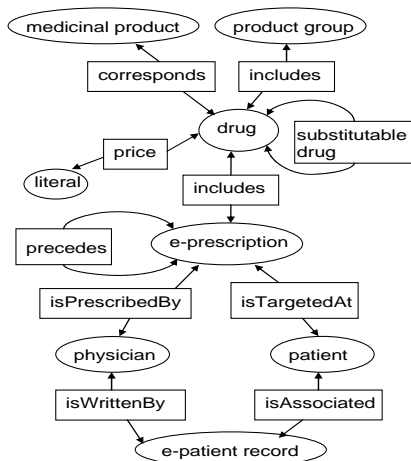 medicinal product
product group
corresponds
includes
drug
substitutable
drug
price
literal
includes
precedes
e-prescription
isPrescribedBy
isTargetedAt
physician
patient
isWrittenBy
isAssociated
e-patient record